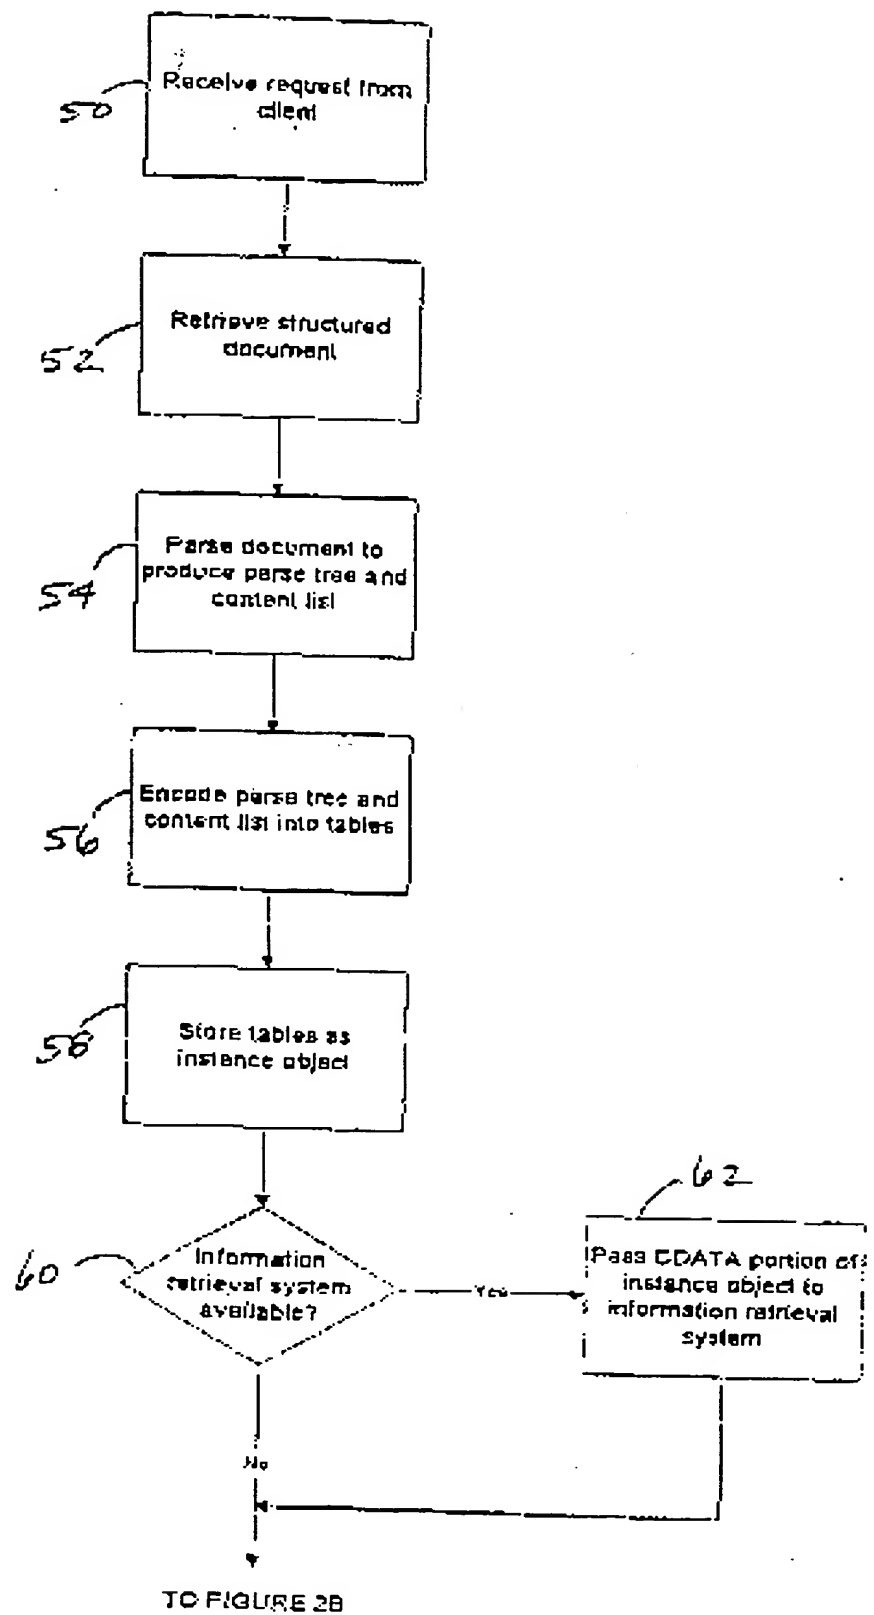 Receive request from
client
50
Retrieve structured
document
52
Parse document to
produce parse tree and
content list
54
Encode parse tree and
content list into tables
56
Store tables as
instance object
58
Information
retrieval system
available?
60
Yes
62
Pass CDATA portion of
instance object to
information retrieval
system
No
TO FIGURE 2B